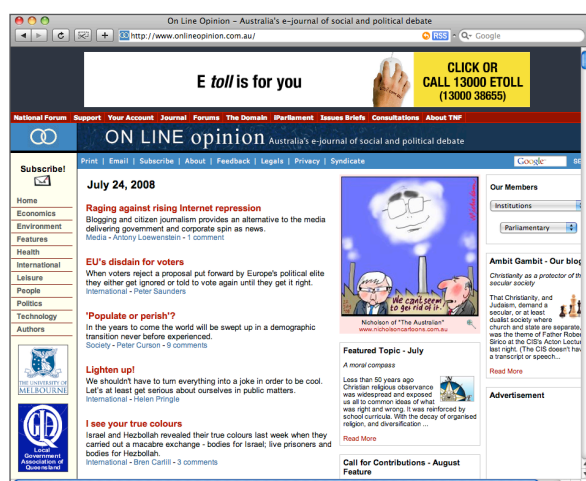 On Line Opinion – Australia's e-journal of social and political debate
http://www.onlineopinion.com.au/
RSS
Google
E toll is for you
CLICK OR
CALL 13000 ETOLL
(13000 38655)
National Forum Support Your Account Journal Forums The Domain iParliament Issues Briefs Consultations About TNF
ON LINE opinion Australia's e-journal of social and political debate
Print | Email | Subscribe | About | Feedback | Legals | Privacy | Syndicate
Google
Subscribe!
Home
Economics
Environment
Features
Health
International
Leisure
People
Politics
Technology
Authors
THE UNIVERSITY OF
MELBOURNE
LGAQ
Local
Government
Association of
Queensland
July 24, 2008
Raging against rising Internet repression
Blogging and citizen journalism provides an alternative to the media
delivering government and corporate spin as news.
Media - Antony Loewenstein - 1 comment
EU's disdain for voters
When voters reject a proposal put forward by Europe's political elite
they either get ignored or told to vote again until they get it right.
International - Peter Saunders
'Populate or perish'?
In the years to come the world will be swept up in a demographic
transition never before experienced.
Society - Peter Curson - 9 comments
Lighten up!
We shouldn't have to turn everything into a joke in order to be cool.
Let's at least get serious about ourselves in public matters.
International - Helen Pringle
I see your true colours
Israel and Hezbollah revealed their true colours last week when they
carried out a macabre exchange - bodies for Israel; live prisoners and
bodies for Hezbollah.
International - Bren Carlill - 3 comments
We cant seem
to get rid of it.
Nicholson of "The Australian"
www.nicholsoncartoons.com.au
Featured Topic - July
A moral compass
Less than 50 years ago
Christian religious observance
was widespread and exposed
us all to common ideas of what
was right and wrong. It was reinforced by
school curricula. With the decay of organised
religion, and diversification ...
Read More
Call for Contributions - August
Feature
Our Members
Institutions
Parliamentary
Ambit Gambit - Our blog
Christianity as a protector of th
secular society
That Christianity, and
Judaism, demand a
secular, or at least
dualist society where
church and state are separate,
was the theme of Father Rober
Sirico at the CIS's Acton Lectur
last night. (The CIS doesn't hav
a transcript or speech...
Read More
Advertisement